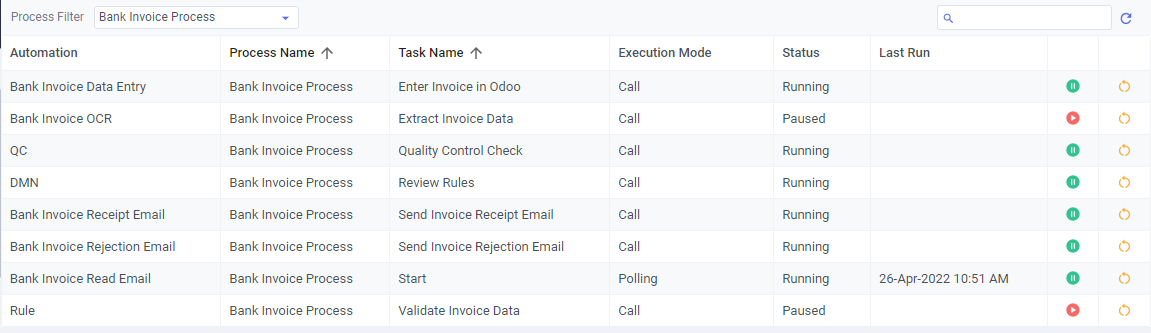 Process Filter Bank Invoice Process
Automation Process Name Task Name Execution Mode Status Last Run
Bank Invoice Data Entry Bank Invoice Process Enter Invoice in Odoo Call Running
Bank Invoice OCR Bank Invoice Process Extract Invoice Data Call Paused
QC Bank Invoice Process Quality Control Check Call Running
DMN Bank Invoice Process Review Rules Call Running
Bank Invoice Receipt Email Bank Invoice Process Send Invoice Receipt Email Call Running
Bank Invoice Rejection Email Bank Invoice Process Send Invoice Rejection Email Call Running
Bank Invoice Read Email Bank Invoice Process Start Polling Running 26-Apr-2022 10:51 AM
Rule Bank Invoice Process Validate Invoice Data Call Paused